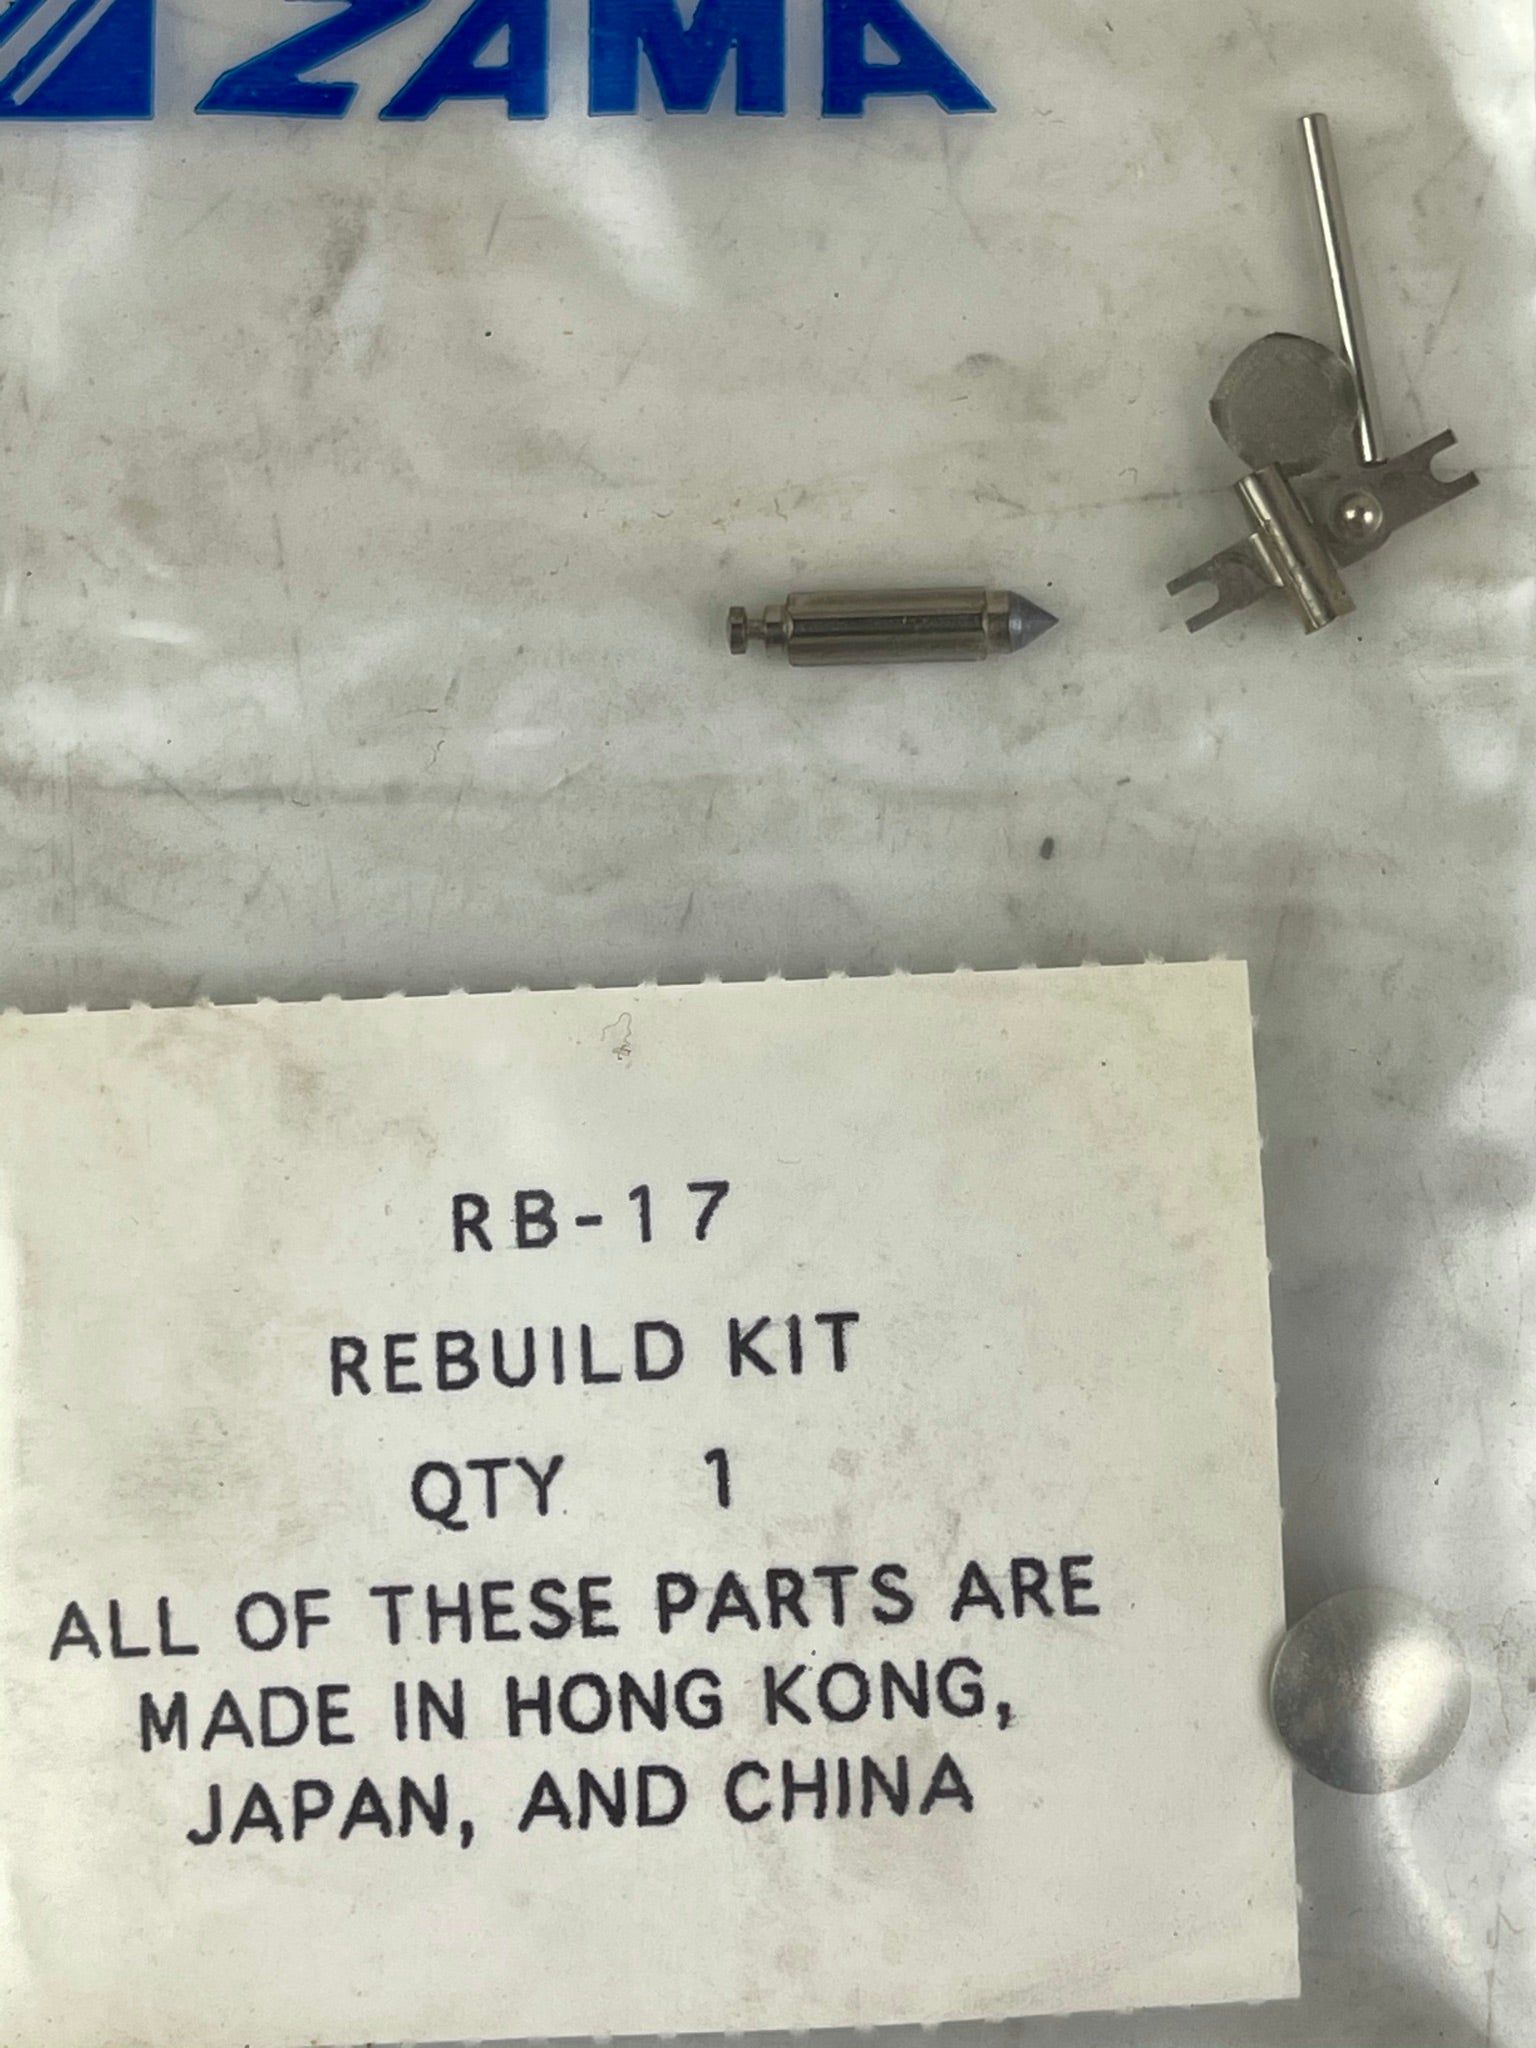 ZAMA
RB-17
REBUILD KIT
QTY 1
ALL OF THESE PARTS ARE
MADE IN HONG KONG,
JAPAN, AND CHINA